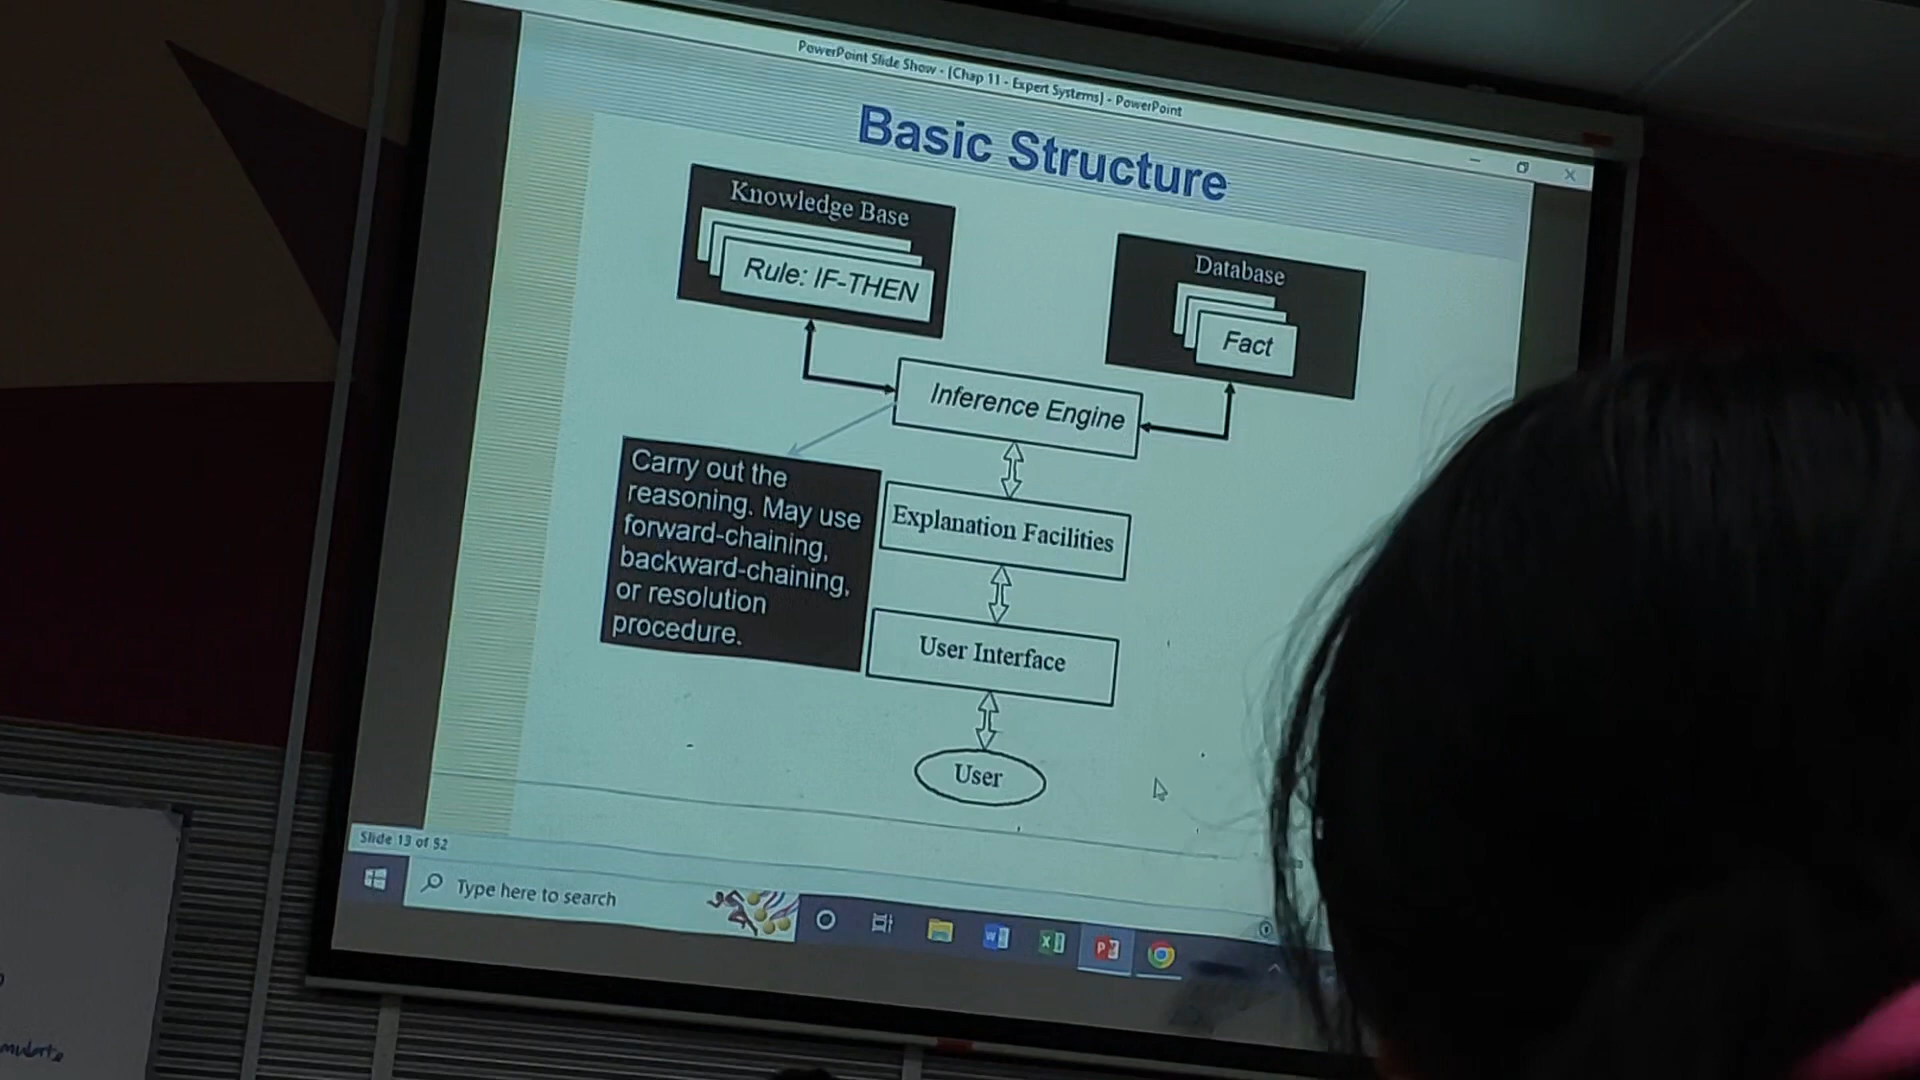 PowerPoint Slide Show - [Chap 11 - Expert Systems] - PowerPoint
Basic Structure
Knowledge Base
Rule: IF-THEN
Database
Fact
Inference Engine
Carry out the
reasoning. May use
forward-chaining,
backward-chaining,
or resolution
procedure.
Explanation Facilities
User Interface
User
Slide 13 of 52
Type here to search